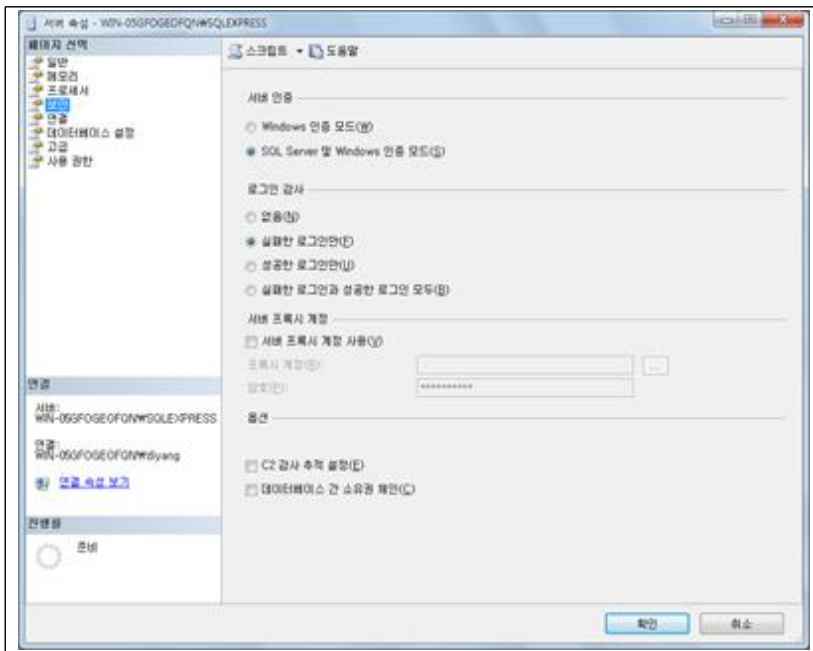 서버 속성 - WIN-05GFOGEOFQN₩SQLEXPRESS
페이지 선택
일반
메모리
프로세서
보안
연결
데이터베이스 설정
고급
사용 권한
스크립트
도움말
서버 인증
Windows 인증 모드(W)
SQL Server 및 Windows 인증 모드(S)
로그인 감사
없음(N)
실패한 로그인만(F)
성공한 로그인만(U)
실패한 로그인과 성공한 로그인 모두(B)
서버 프록시 계정
서버 프록시 계정 사용(V)
프록시 계정(R):
...
암호(P):
**********
옵션
C2 감사 추적 설정(E)
데이터베이스 간 소유권 체인(C)
연결
서버:
WIN-05GFOGEOFQN₩SQLEXPRESS
연결:
WIN-05GFOGEOFQN₩diyang
연결 속성 보기
진행률
준비
확인
취소